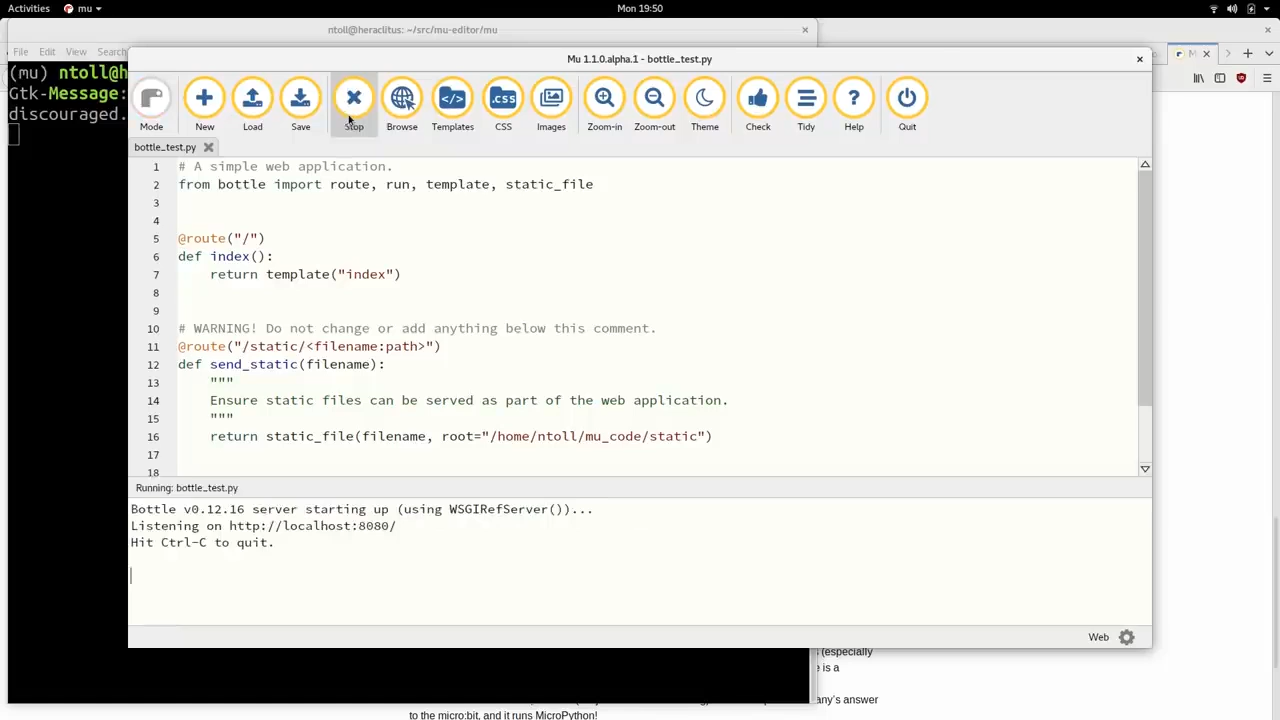 Activities mu Mon 19:50
ntoll@heraclitus: ~/src/mu-editor/mu
File Edit View Search
(mu) ntoll@h
Gtk-Message:
discouraged.
Mu 1.1.0.alpha.1 - bottle_test.py
Mode New Load Save Stop Browse Templates CSS Images Zoom-in Zoom-out Theme Check Tidy Help Quit
bottle_test.py
1 # A simple web application.
2 from bottle import route, run, template, static_file
3
4
5 @route("/")
6 def index():
7 return template("index")
8
9
10 # WARNING! Do not change or add anything below this comment.
11 @route("/static/<filename:path>")
12 def send_static(filename):
13 """
14 Ensure static files can be served as part of the web application.
15 """
16 return static_file(filename, root="/home/ntoll/mu_code/static")
17
18
Running: bottle_test.py
Bottle v0.12.16 server starting up (using WSGIRefServer())...
Listening on http://localhost:8080/
Hit Ctrl-C to quit.
Web
(especially
e is a
any's answer
to the micro:bit, and it runs MicroPython!